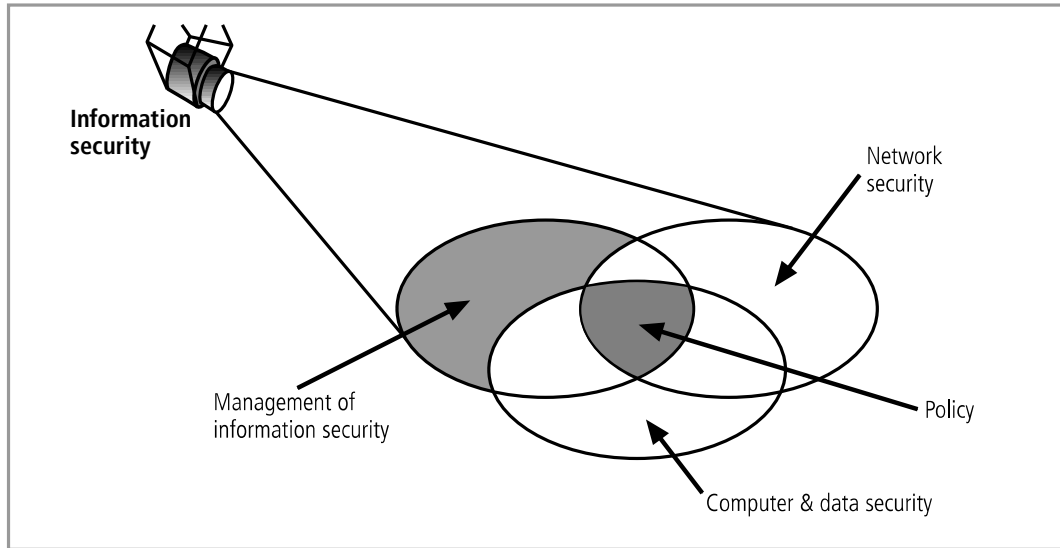 Information
security
Network
security
Management of
information security
Policy
Computer & data security